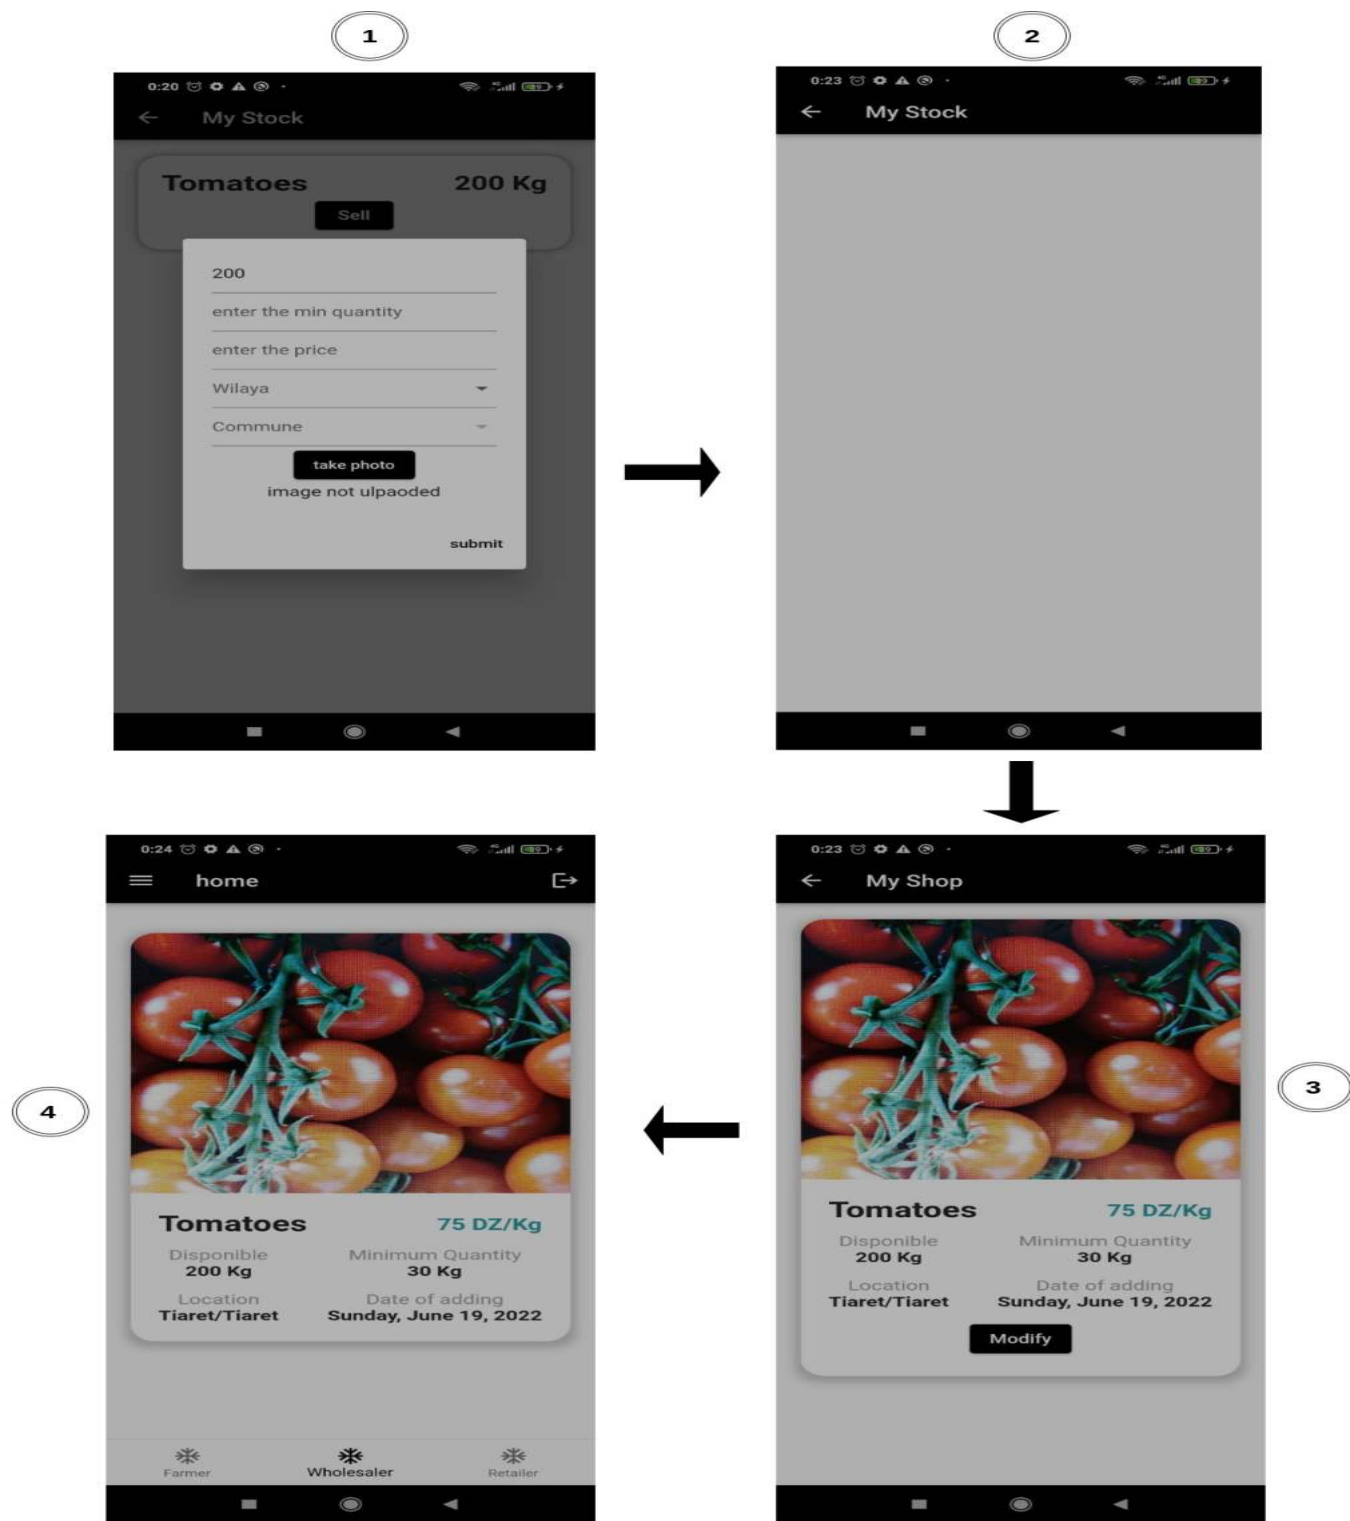 1
0:20
My Stock
Tomatoes 200 Kg
Sell
200
enter the min quantity
enter the price
Wilaya
Commune
take photo
image not ulpaoded
submit
2
0:23
My Stock
3
0:23
My Shop
Tomatoes 75 DZ/Kg
Disponible Minimum Quantity
200 Kg 30 Kg
Location Date of adding
Tiaret/Tiaret Sunday, June 19, 2022
Modify
4
0:24
home
Tomatoes 75 DZ/Kg
Disponible Minimum Quantity
200 Kg 30 Kg
Location Date of adding
Tiaret/Tiaret Sunday, June 19, 2022
Farmer Wholesaler Retailer